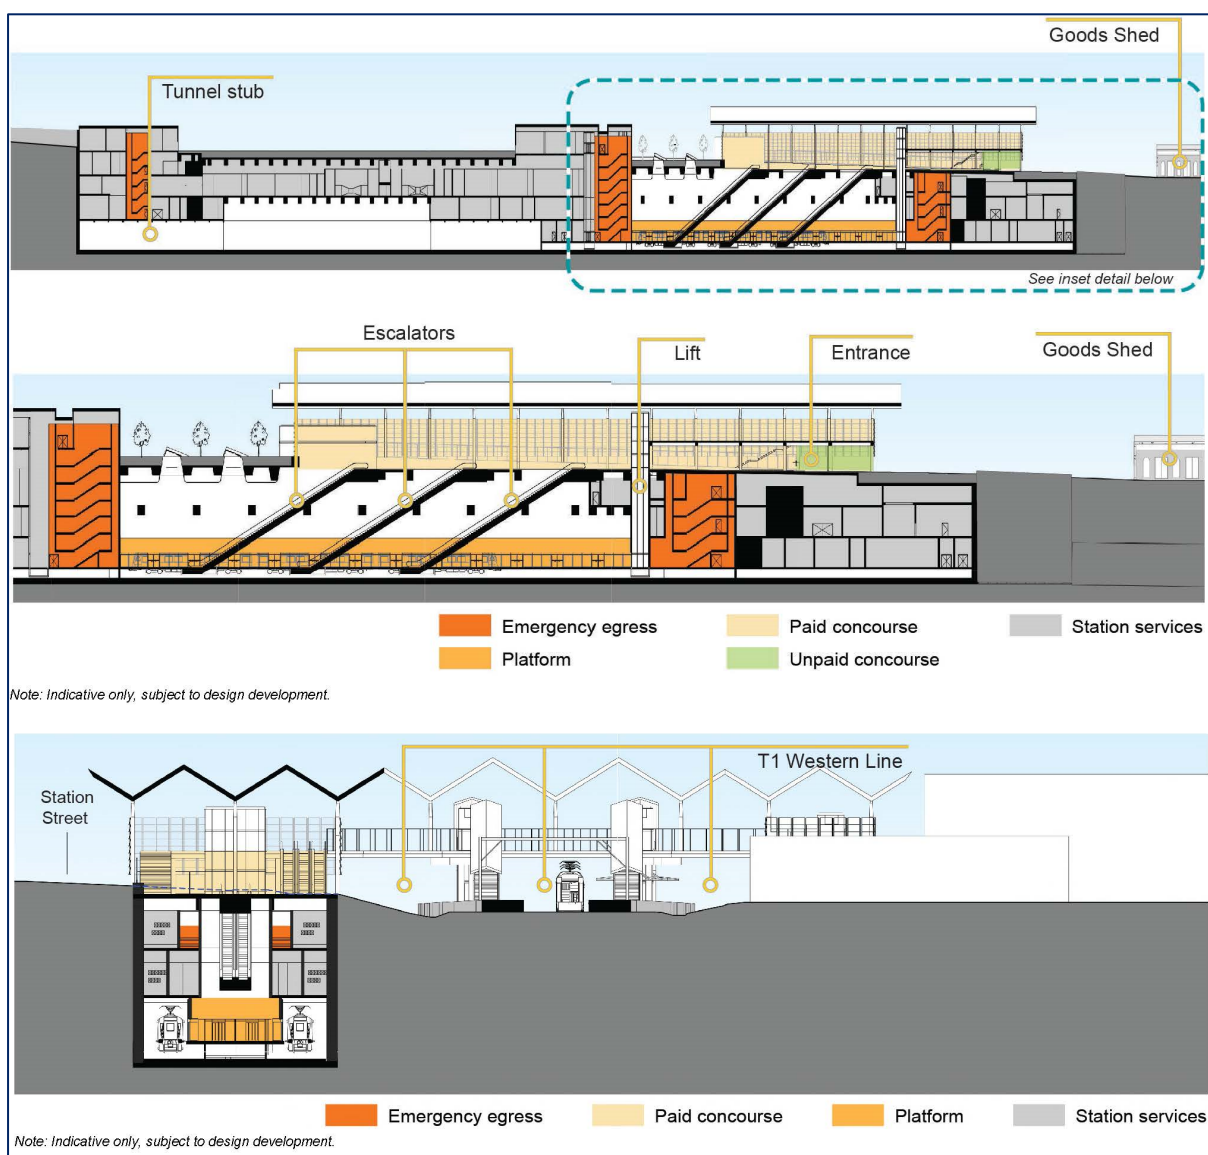 Goods Shed
Tunnel stub
See inset detail below
Escalators
Lift
Entrance
Goods Shed
Emergency egress
Paid concourse
Station services
Platform
Unpaid concourse
Note: Indicative only, subject to design development.
T1 Western Line
Station
Street
Emergency egress
Paid concourse
Platform
Station services
Note: Indicative only, subject to design development.